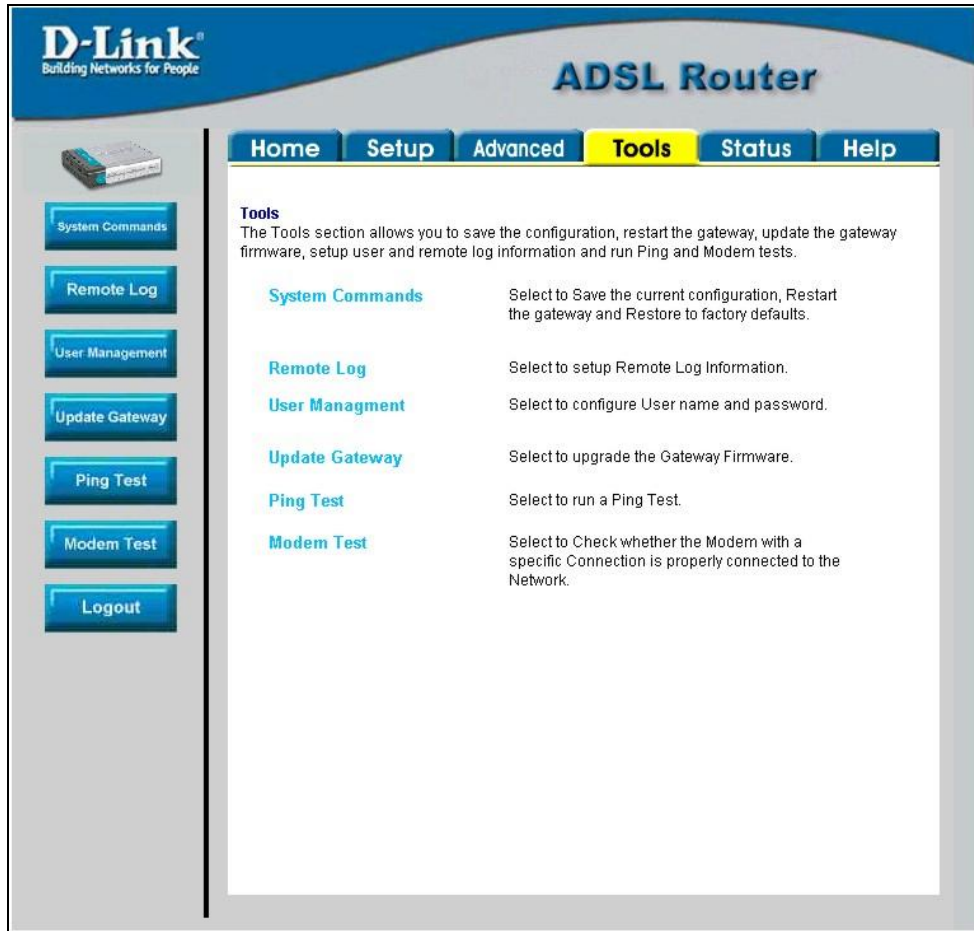 D-Link®
Building Networks for People
ADSL Router
Home Setup Advanced Tools Status Help
System Commands
Remote Log
User Management
Update Gateway
Ping Test
Modem Test
Logout
Tools
The Tools section allows you to save the configuration, restart the gateway, update the gateway
firmware, setup user and remote log information and run Ping and Modem tests.
System Commands Select to Save the current configuration, Restart
the gateway and Restore to factory defaults.
Remote Log Select to setup Remote Log Information.
User Managment Select to configure User name and password.
Update Gateway Select to upgrade the Gateway Firmware.
Ping Test Select to run a Ping Test.
Modem Test Select to Check whether the Modem with a
specific Connection is properly connected to the
Network.